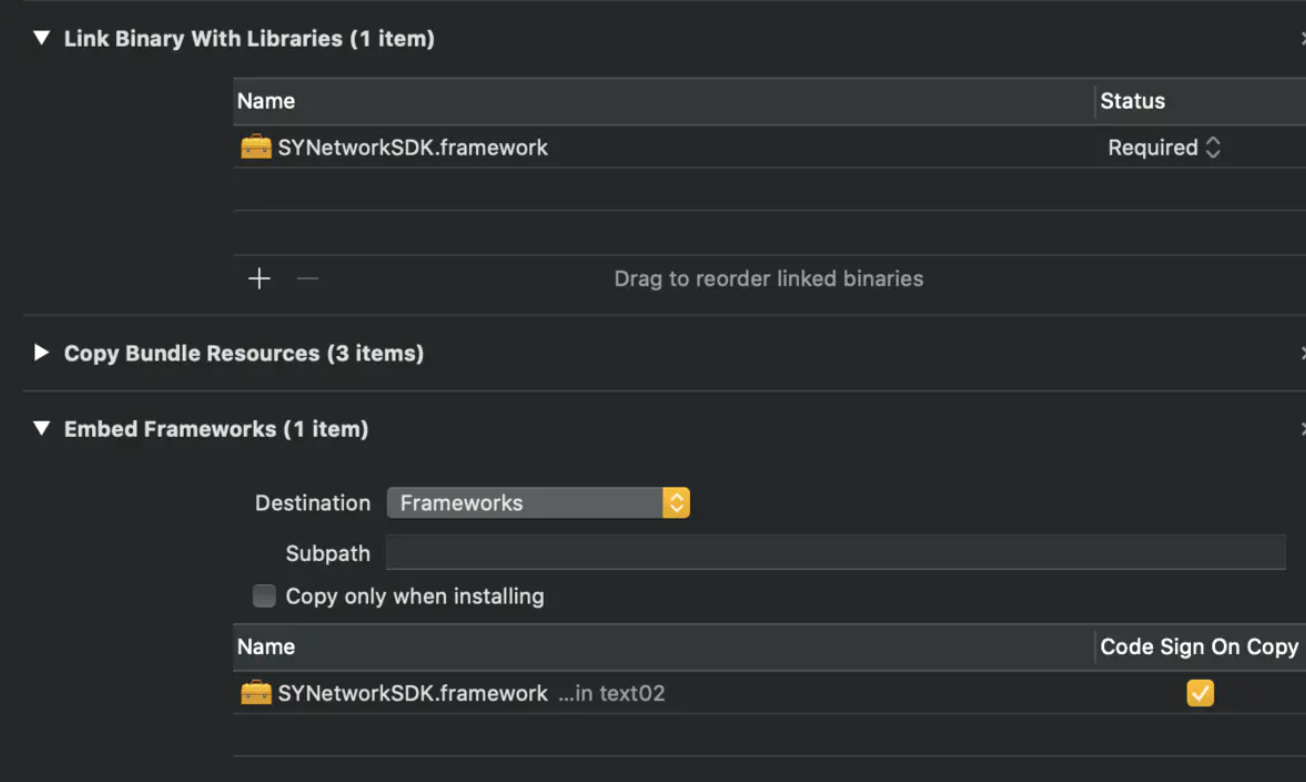 Link Binary With Libraries (1 item)
Name Status
SYNetworkSDK.framework Required
Drag to reorder linked binaries
Copy Bundle Resources (3 items)
Embed Frameworks (1 item)
Destination Frameworks
Subpath
Copy only when installing
Name Code Sign On Copy
SYNetworkSDK.framework ...in text02